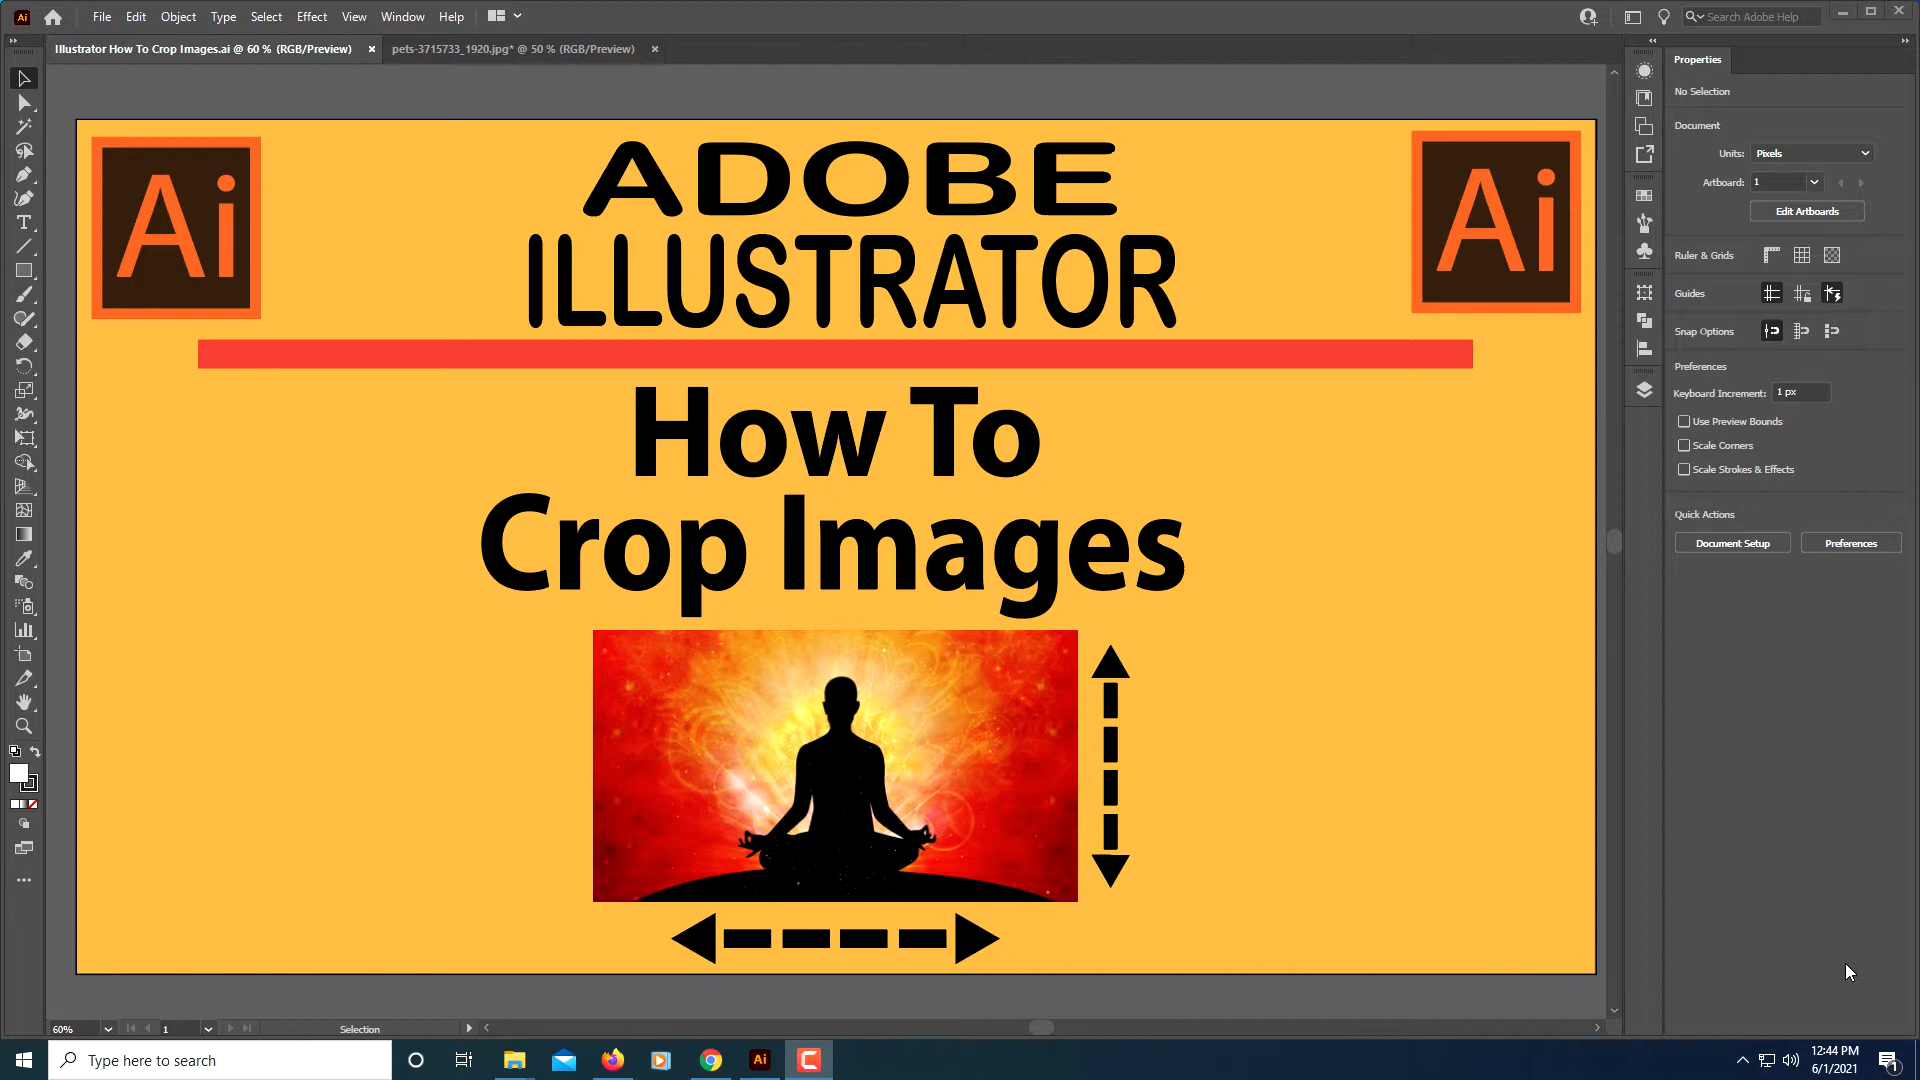 Ai
File Edit Object Type Select Effect View Window Help
Search Adobe Help
Illustrator How To Crop Images.ai @ 60 % (RGB/Preview) ×
pets-3715733_1920.jpg* @ 50 % (RGB/Preview) ×
Ai
ADOBE
ILLUSTRATOR
Ai
How To
Crop Images
Properties
No Selection
Document
Units: Pixels
Artboard: 1
Edit Artboards
Ruler & Grids
Guides
Snap Options
Preferences
Keyboard Increment: 1 px
Use Preview Bounds
Scale Corners
Scale Strokes & Effects
Quick Actions
Document Setup
Preferences
60%
1
Selection
Type here to search
Ai
12:44 PM
6/1/2021
1